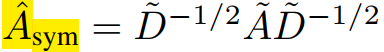 Â_sym = D̃^{-1/2} Ã D̃^{-1/2}